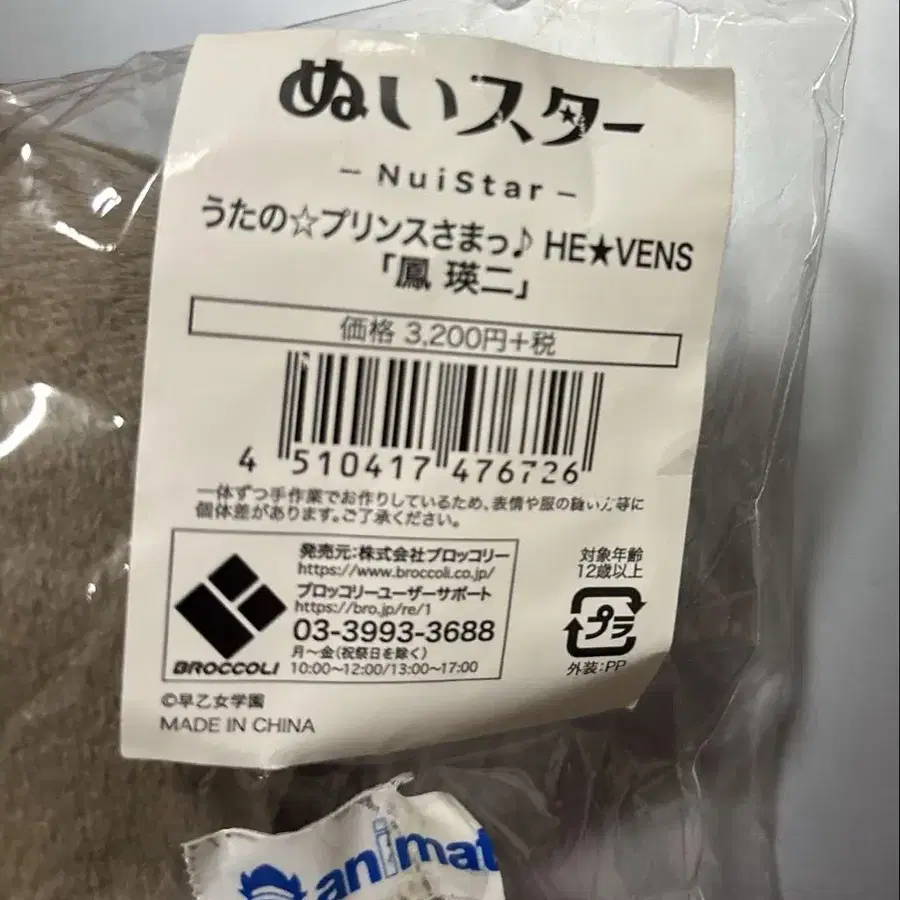 ぬいスター
- NuiStar -
うたの☆プリンスさまっ♪ HE★VENS
「鳳 瑛二」
価格 3,200円+税
4 510417 476726
一体ずつ手作業でお作りしているため、表情や服の縫い方等に
個体差があります。ご了承ください。
発売元:株式会社ブロッコリー
https://www.broccoli.co.jp/
ブロッコリーユーザーサポート
https://bro.jp/re/1
03-3993-3688
月〜金(祝祭日を除く)
10:00〜12:00/13:00〜17:00
BROCCOLI
対象年齢
12歳以上
プラ
外装:PP
©早乙女学園
MADE IN CHINA
animat